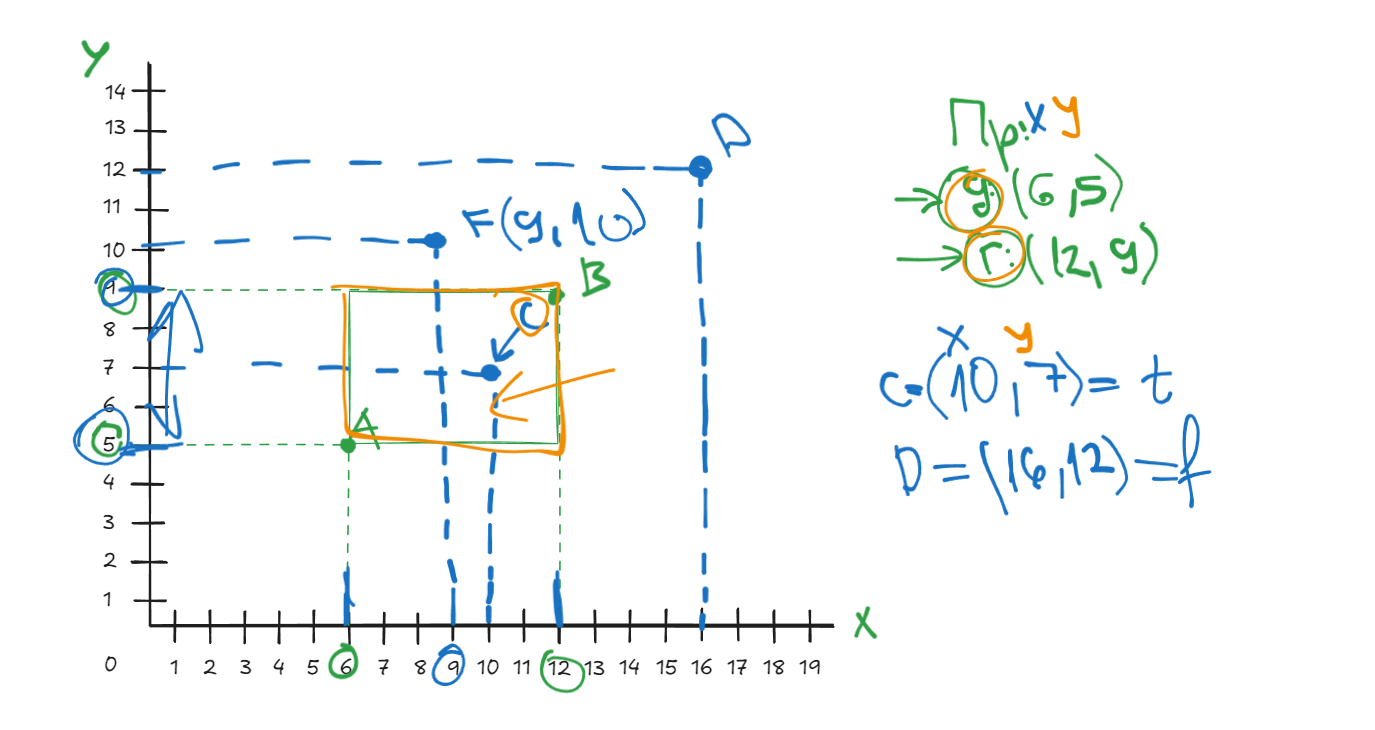 Y
14
13
12
11
10
9
8
7
6
5
4
3
2
1
0
1 2 3 4 5 6 7 8 9 10 11 12 13 14 15 16 17 18 19
X
D
F(9,10)
B
C
A
Пр: x y
g: (6,5)
г: (12,9)
x y
C=(10,7)= t
D=(16,12)=f